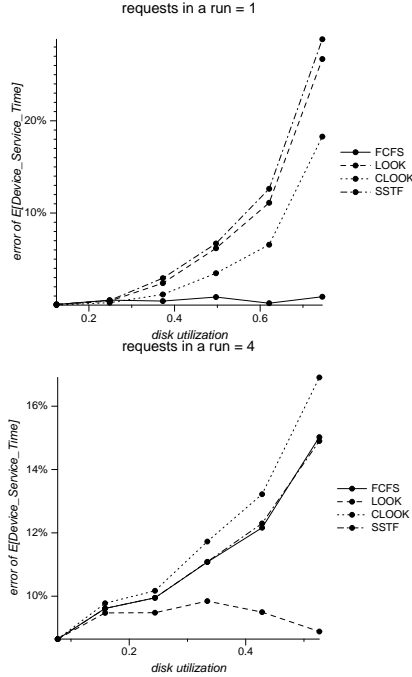 requests in a run = 1
error of E[Device_Service_Time]
20%
10%
FCFS
LOOK
CLOOK
SSTF
0.2
0.4
0.6
disk utilization
requests in a run = 4
error of E[Device_Service_Time]
16%
14%
12%
10%
FCFS
LOOK
CLOOK
SSTF
0.2
0.4
disk utilization